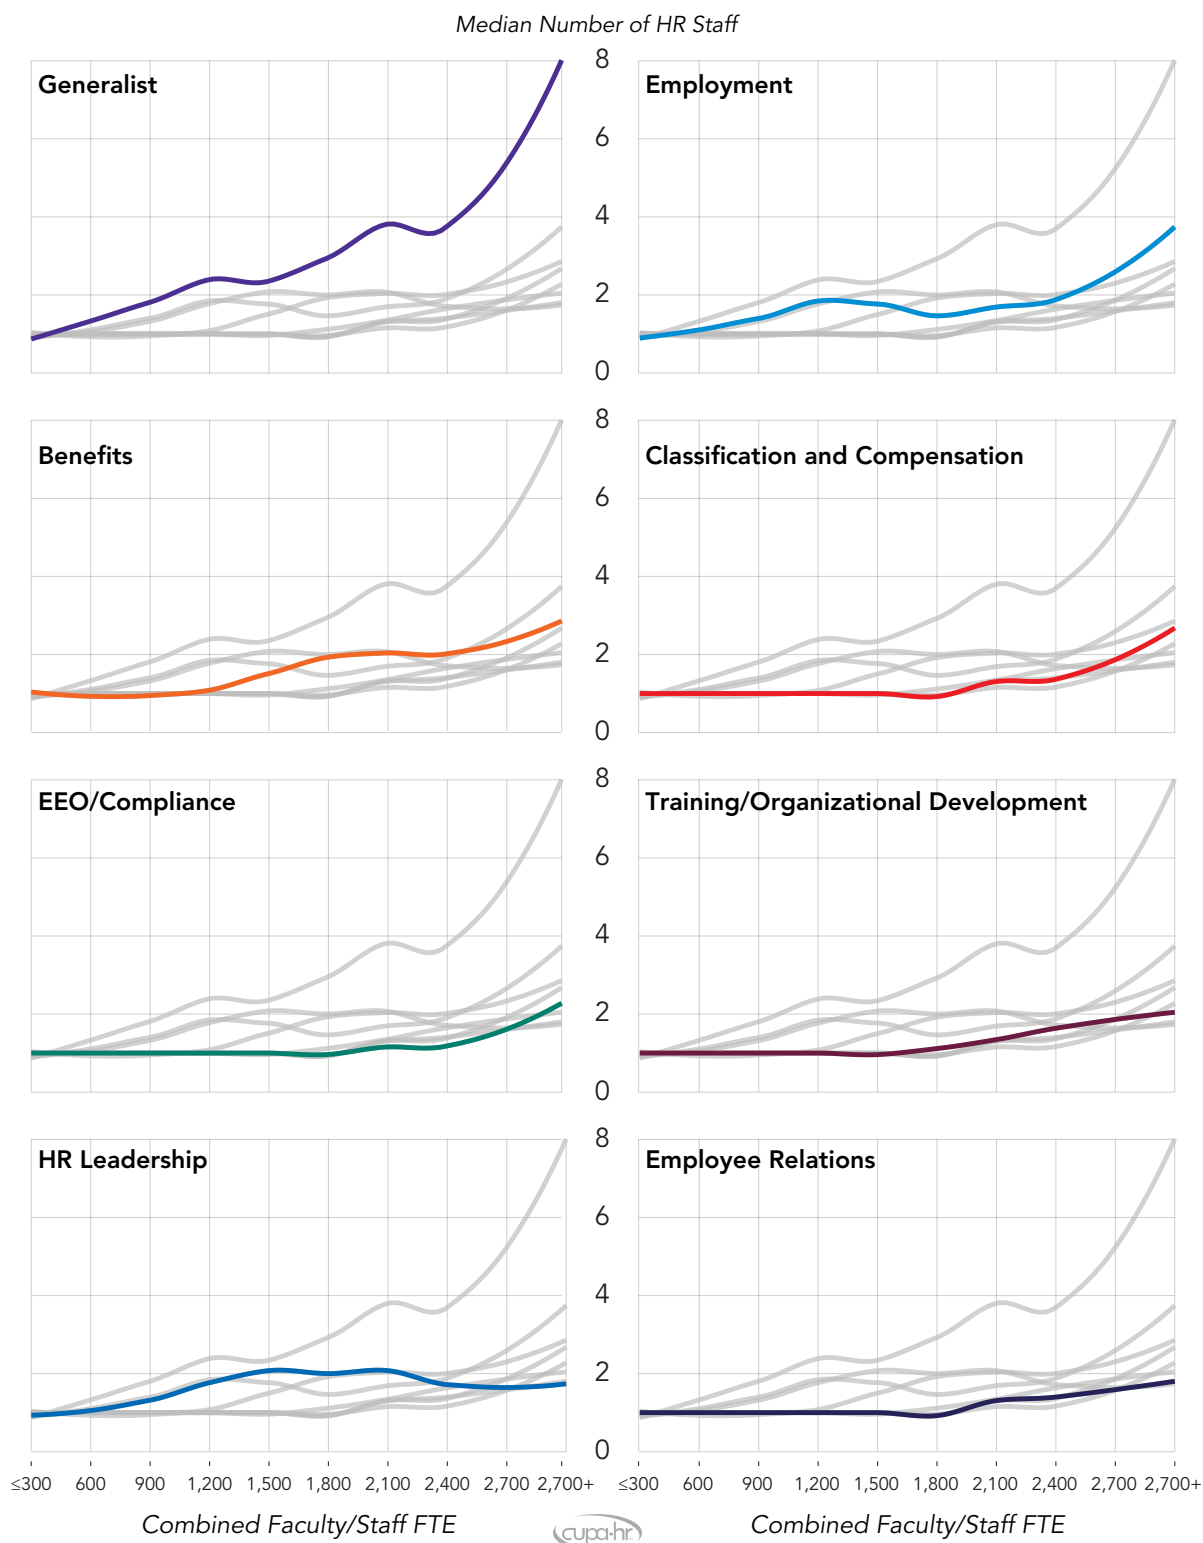 Median Number of HR Staff
Generalist
8
6
4
2
0
Employment
Benefits
8
6
4
2
0
Classification and Compensation
EEO/Compliance
8
6
4
2
0
Training/Organizational Development
HR Leadership
8
6
4
2
0
Employee Relations
≤300 600 900 1,200 1,500 1,800 2,100 2,400 2,700 2,700+
≤300 600 900 1,200 1,500 1,800 2,100 2,400 2,700 2,700+
Combined Faculty/Staff FTE
cupa-hr
Combined Faculty/Staff FTE